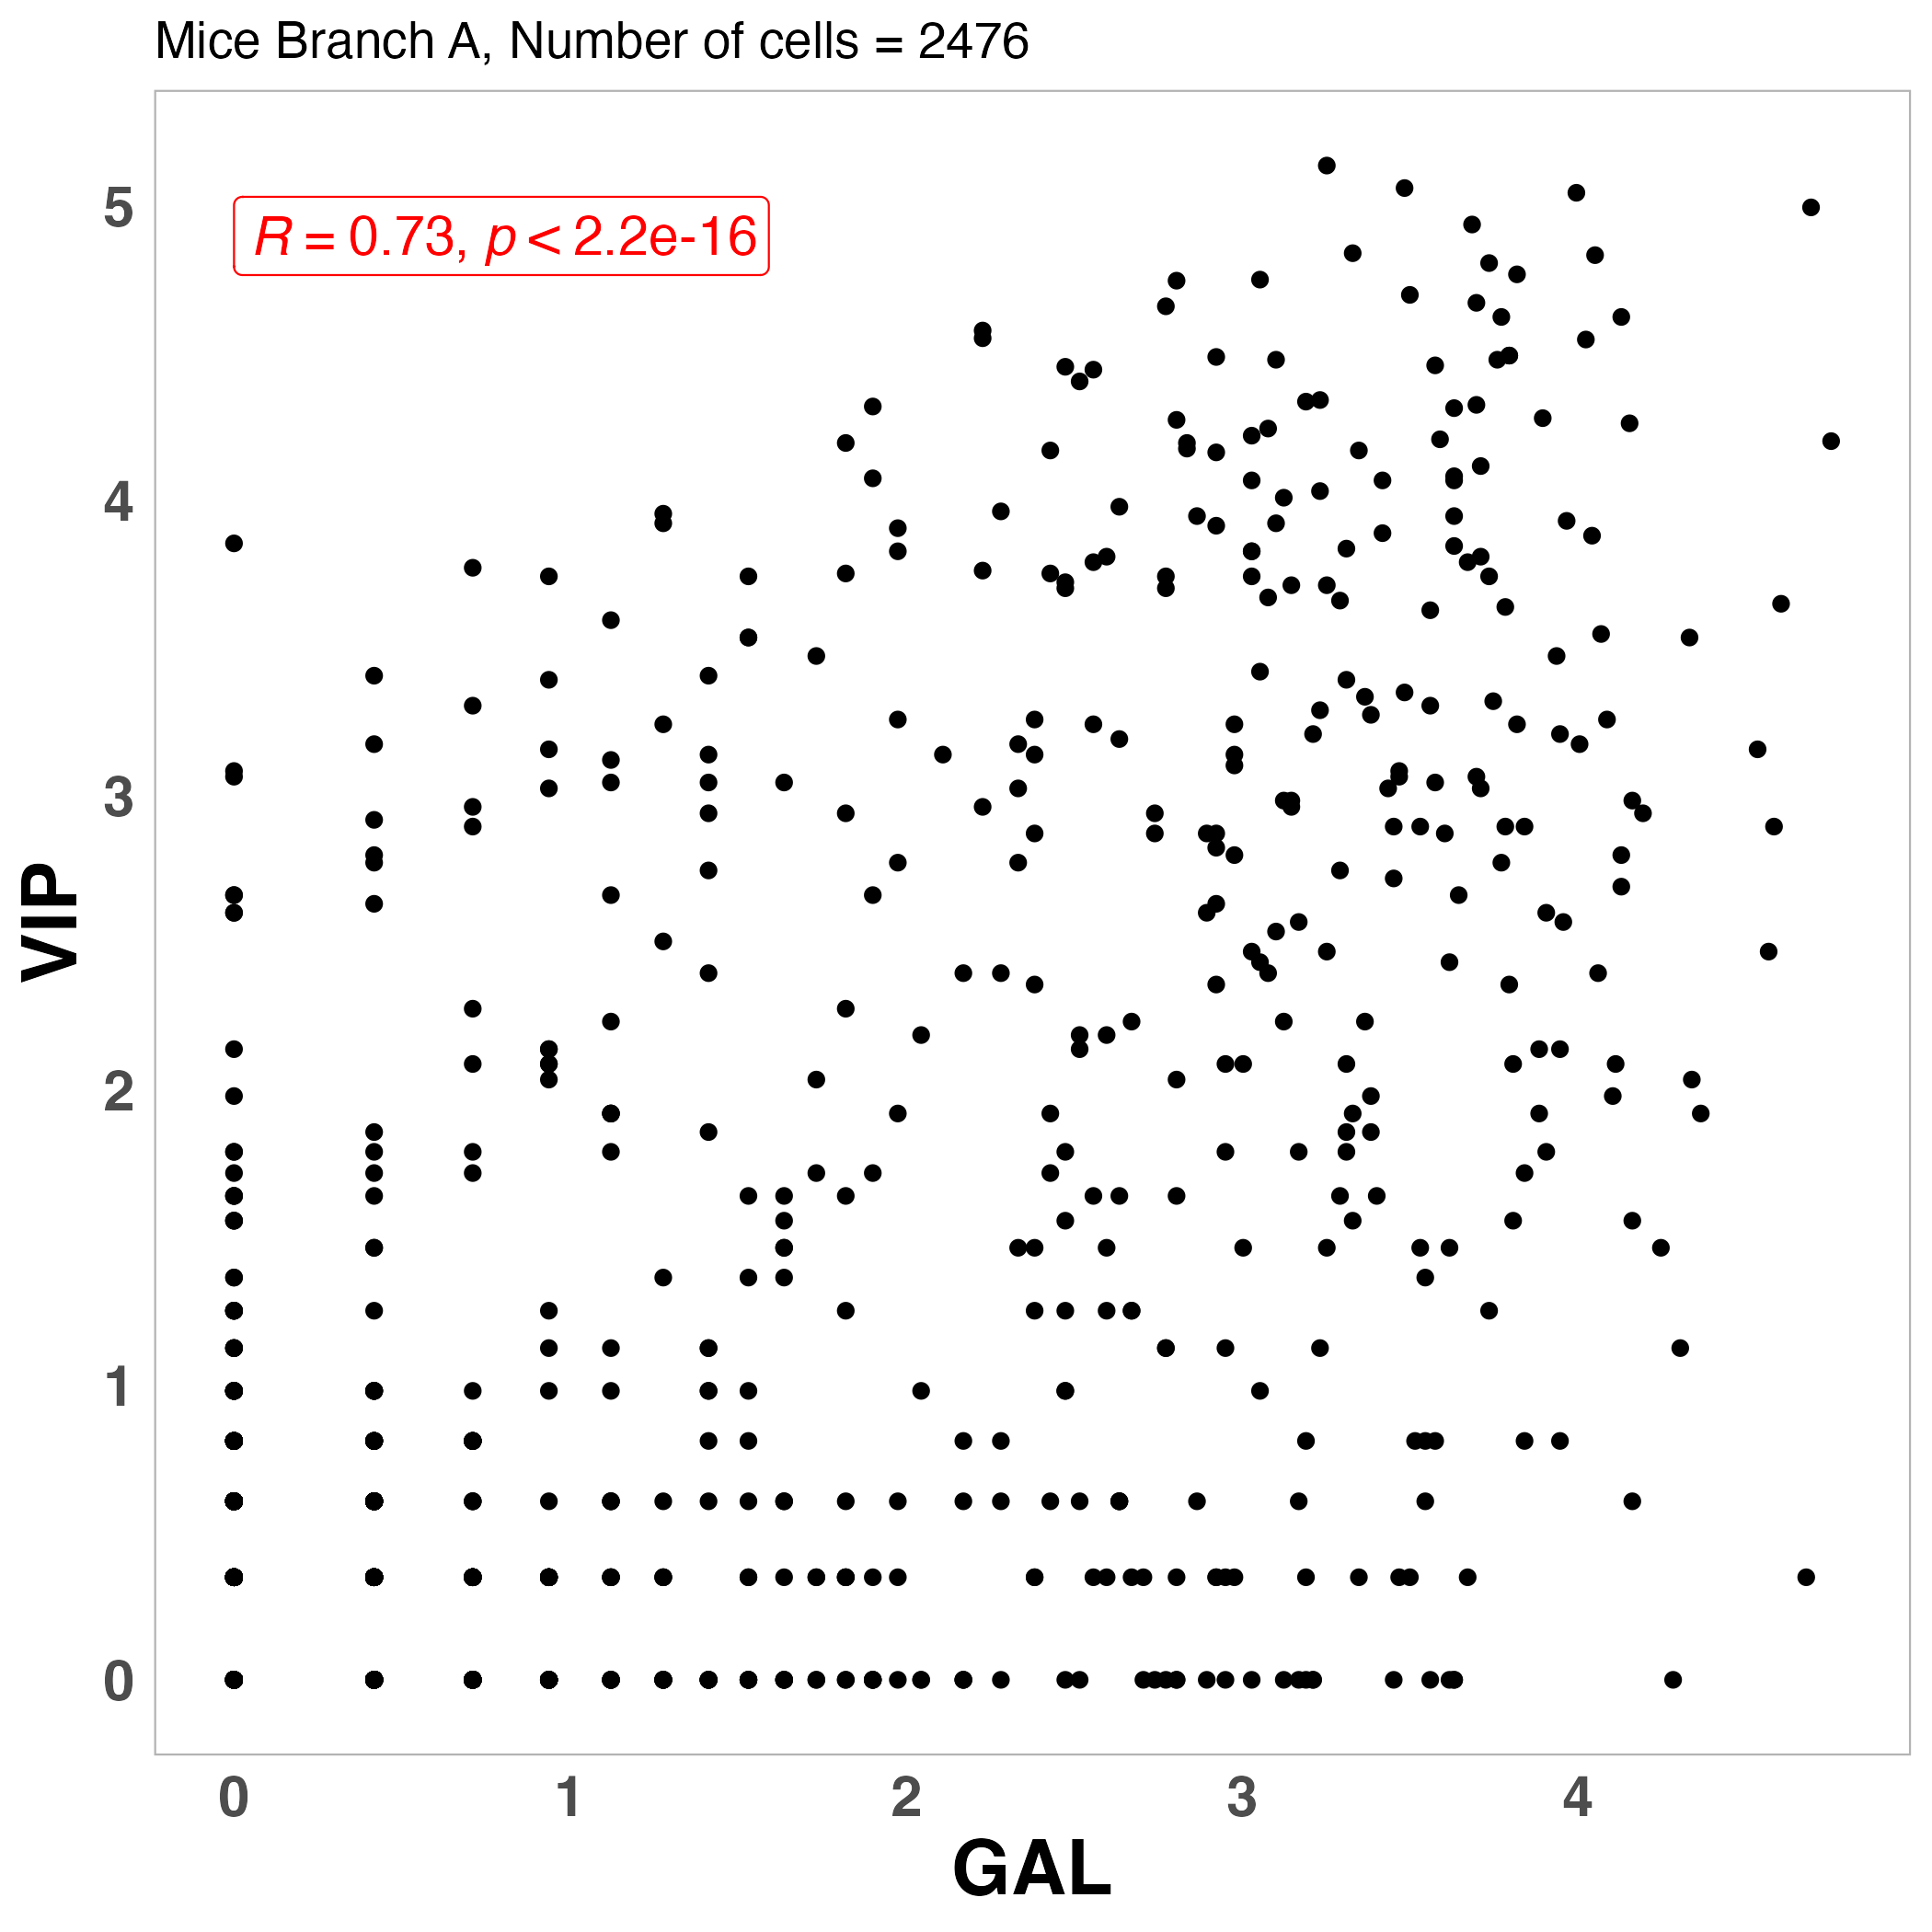 Mice Branch A, Number of cells = 2476
R = 0.73, p < 2.2e-16
5
4
3
2
1
0
VIP
0 1 2 3 4
GAL